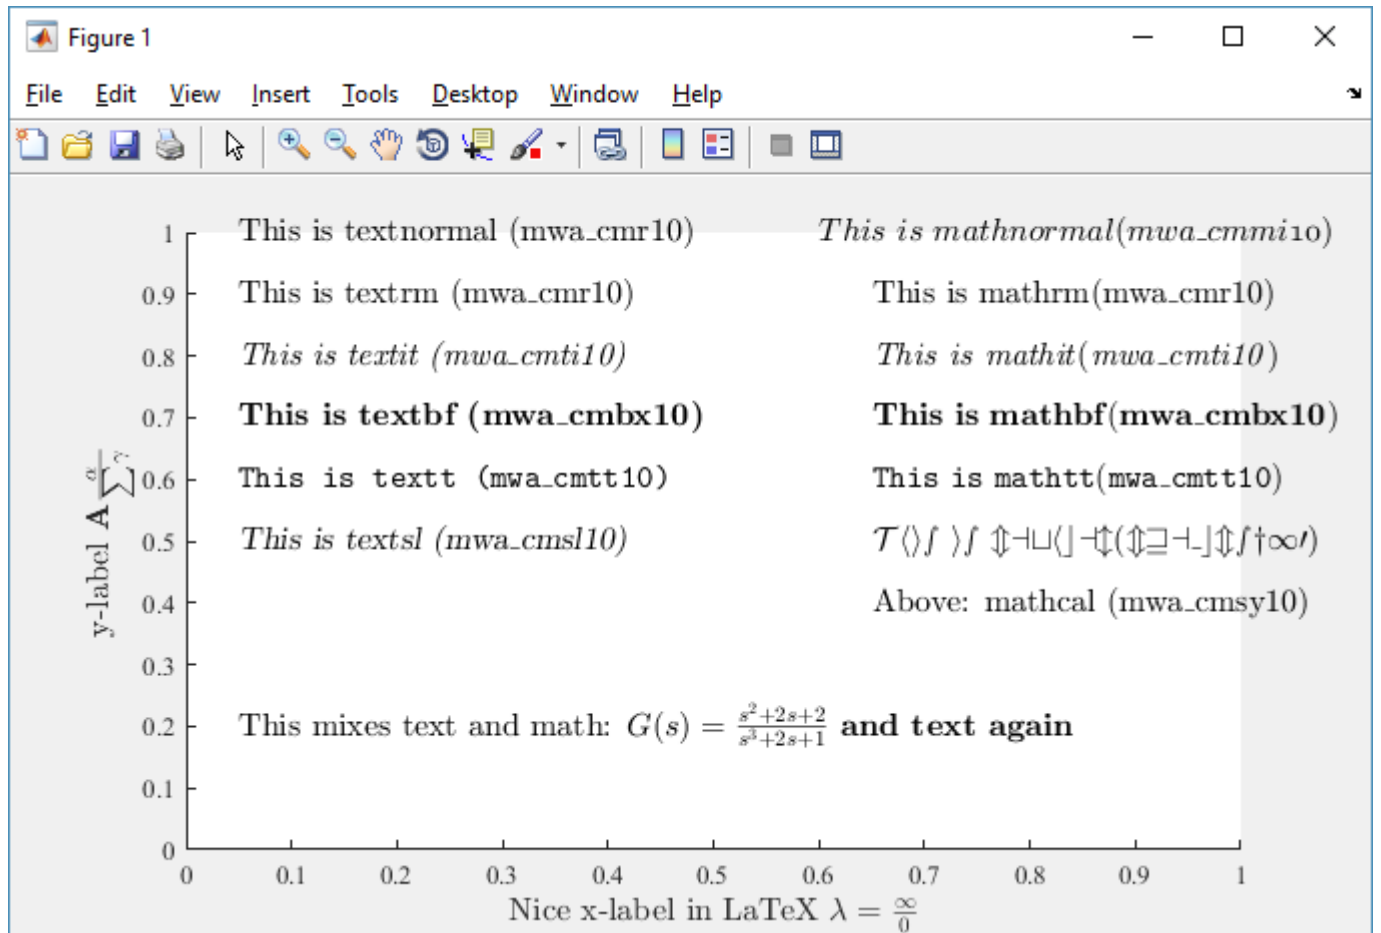 Figure 1
File Edit View Insert Tools Desktop Window Help
This is textnormal (mwa_cmr10)
This is mathnormal(mwa_cmmi10)
This is textrm (mwa_cmr10)
This is mathrm(mwa_cmr10)
This is textit (mwa_cmti10)
This is mathit(mwa_cmti10)
This is textbf (mwa_cmbx10)
This is mathbf(mwa_cmbx10)
This is textt (mwa_cmtt10)
This is mathtt(mwa_cmtt10)
This is textsl (mwa_cmsl10)
𝒯⟨⟩∫ ⟩∫ ⇕⊣⊔⟨⌋⊣↕(⇕⊒⊣_⌋⇕∫†∞′)
Above: mathcal (mwa_cmsy10)
This mixes text and math: G(s) = s²+2s+2 / s³+2s+1 and text again
1
0.9
0.8
0.7
0.6
0.5
0.4
0.3
0.2
0.1
0
y-label A α ∑ γ
0 0.1 0.2 0.3 0.4 0.5 0.6 0.7 0.8 0.9 1
Nice x-label in LaTeX λ = ∞/0